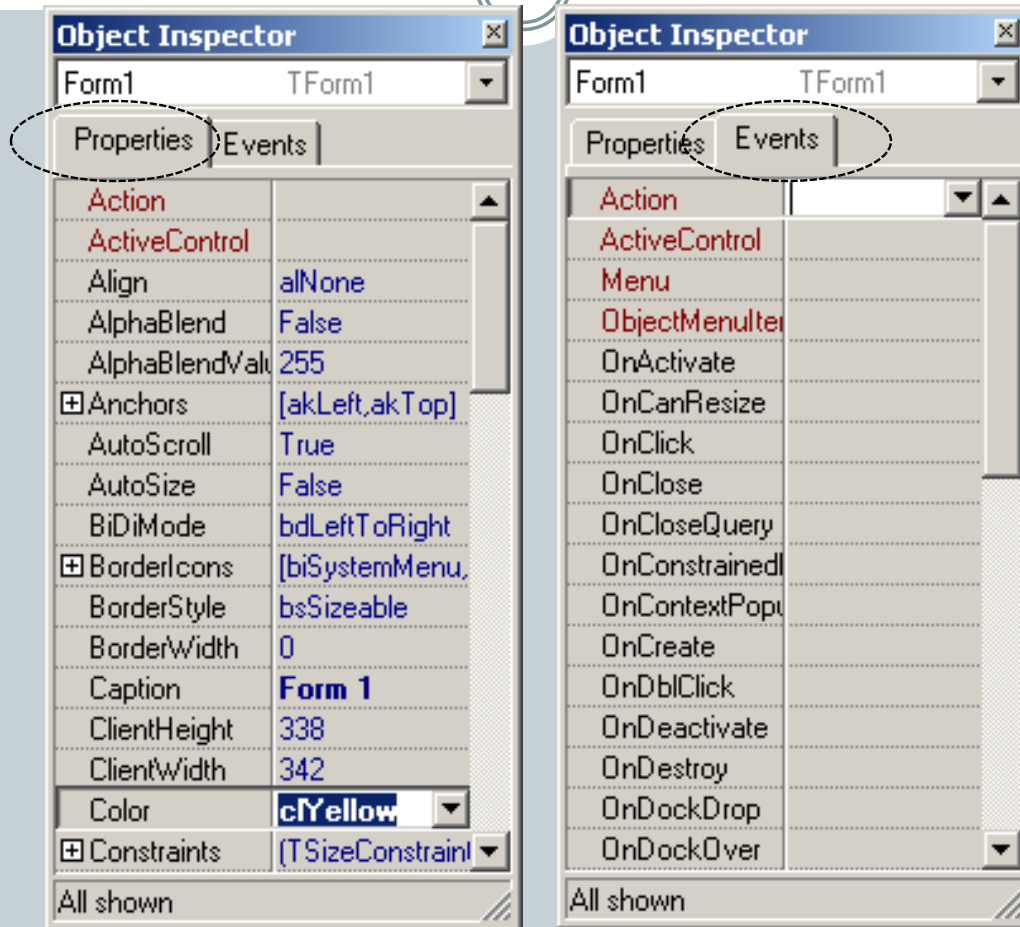 Object Inspector
Form1 TForm1
Properties Events
Action
ActiveControl
Align alNone
AlphaBlend False
AlphaBlendValu 255
Anchors [akLeft,akTop]
AutoScroll True
AutoSize False
BiDiMode bdLeftToRight
BorderIcons [biSystemMenu,
BorderStyle bsSizeable
BorderWidth 0
Caption Form 1
ClientHeight 338
ClientWidth 342
Color clYellow
Constraints (TSizeConstraint
All shown
Object Inspector
Form1 TForm1
Properties Events
Action
ActiveControl
Menu
ObjectMenuIte
OnActivate
OnCanResize
OnClick
OnClose
OnCloseQuery
OnConstrained
OnContextPopu
OnCreate
OnDblClick
OnDeactivate
OnDestroy
OnDockDrop
OnDockOver
All shown